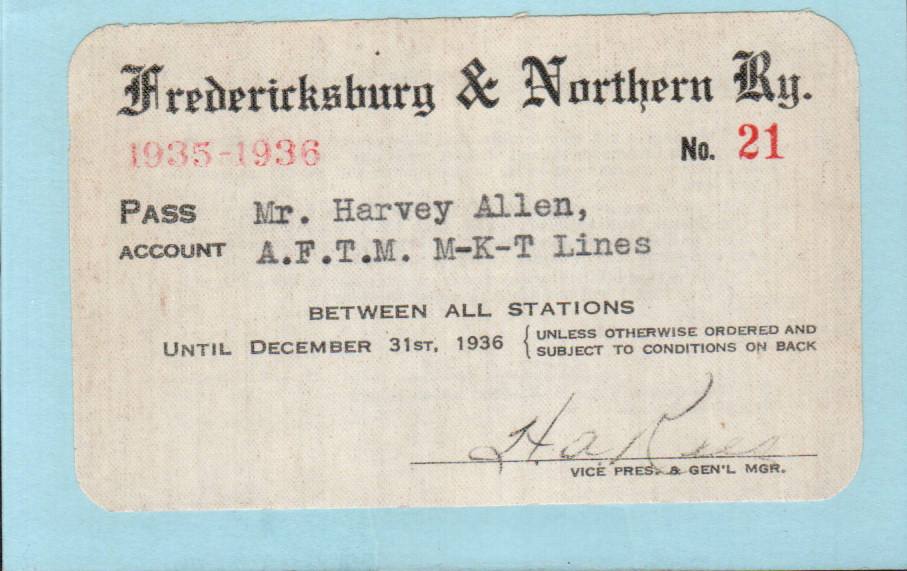 Fredericksburg & Northern Ry.
1935-1936 No. 21
PASS Mr. Harvey Allen,
ACCOUNT A.F.T.M. M-K-T Lines
BETWEEN ALL STATIONS
UNTIL DECEMBER 31ST, 1936 { UNLESS OTHERWISE ORDERED AND
SUBJECT TO CONDITIONS ON BACK
H. a
VICE PRES. & GEN'L MGR.